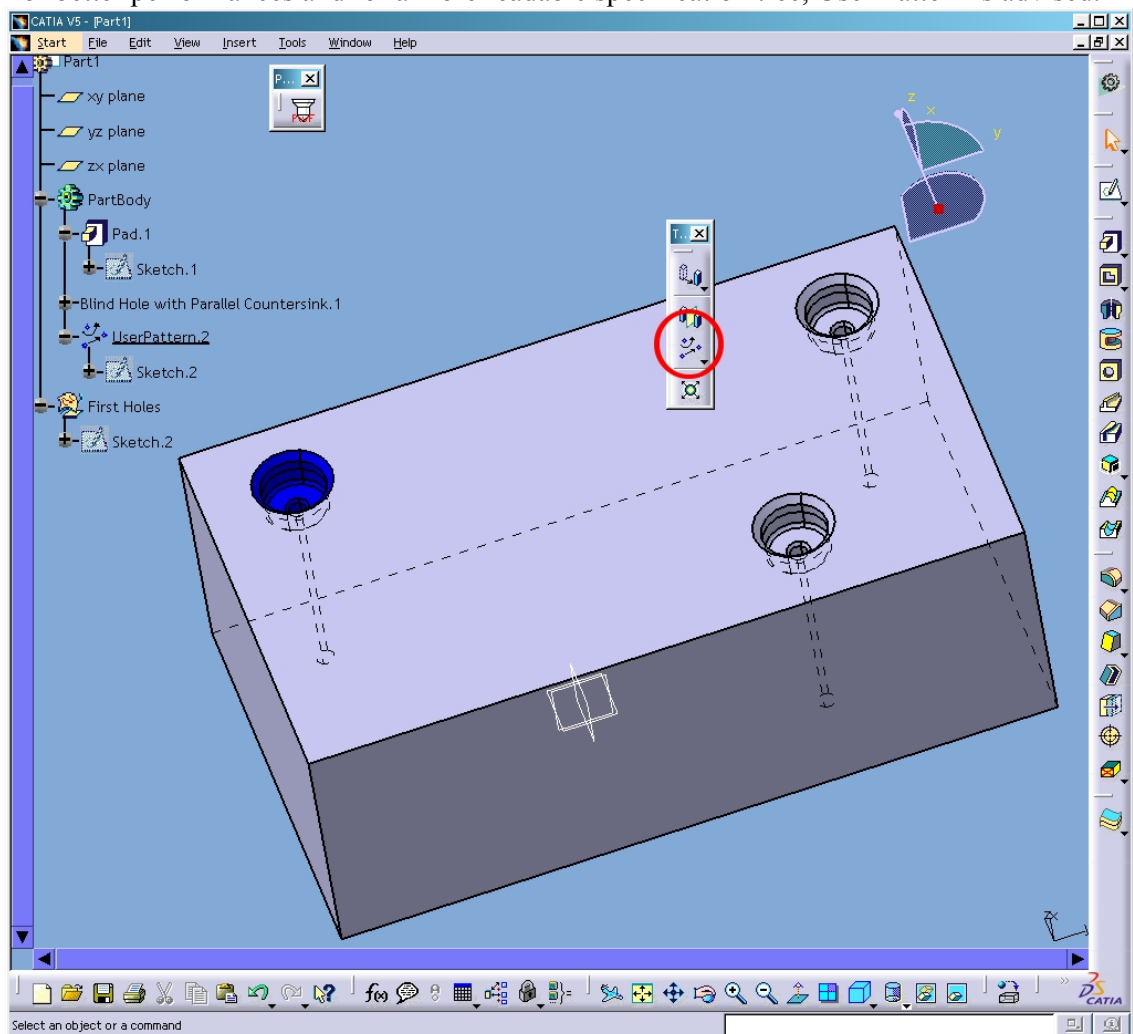 CATIA V5 - [Part1]
Start File Edit View Insert Tools Window Help
Part1
P...
xy plane
z
x
y
yz plane
zx plane
PartBody
Pad.1
T...
Sketch.1
Blind Hole with Parallel Countersink.1
UserPattern.2
Sketch.2
First Holes
Sketch.2
f(x)
CATIA
Select an object or a command